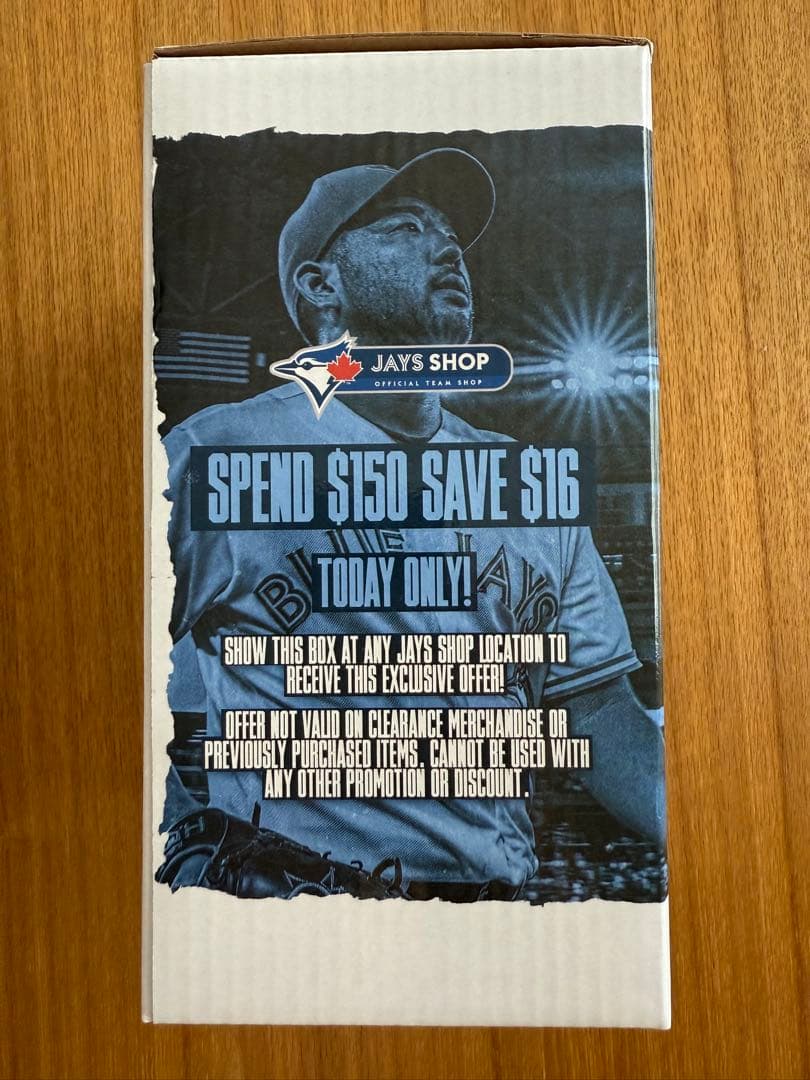 JAYS SHOP
OFFICIAL TEAM SHOP
SPEND $150 SAVE $16
BLUE JAYS
TODAY ONLY!
SHOW THIS BOX AT ANY JAYS SHOP LOCATION TO
RECEIVE THIS EXCLUSIVE OFFER!
OFFER NOT VALID ON CLEARANCE MERCHANDISE OR
PREVIOUSLY PURCHASED ITEMS. CANNOT BE USED WITH
ANY OTHER PROMOTION OR DISCOUNT.